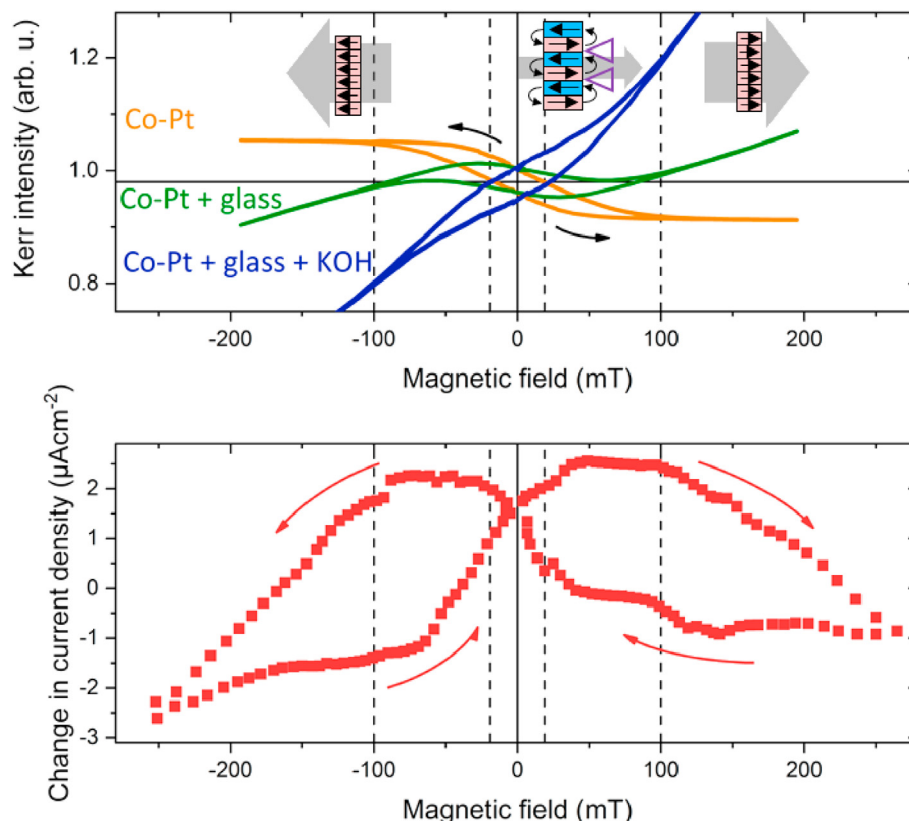 Kerr intensity (arb. u.)
1.2
1.0
0.8
Co-Pt
Co-Pt + glass
Co-Pt + glass + KOH
-200
-100
0
100
200
Magnetic field (mT)
Change in current density (µAcm-2)
2
1
0
-1
-2
-3
-200
-100
0
100
200
Magnetic field (mT)